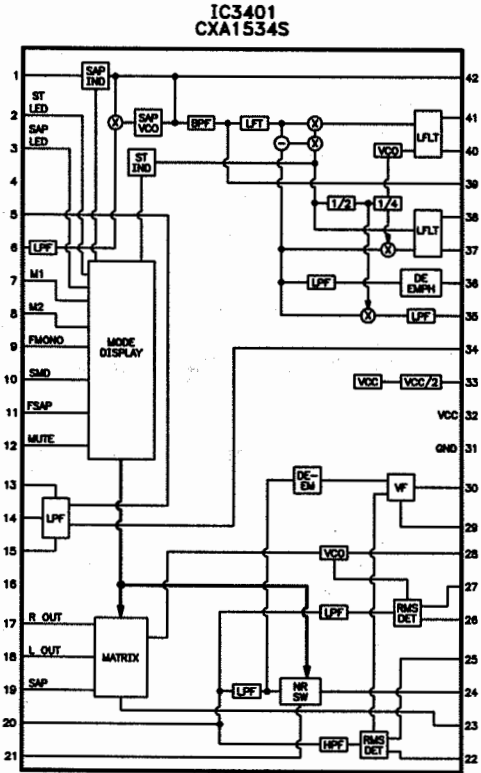 IC3401
CXA1534S
1
SAP
IND
42
ST
LED
2
SAP
LED
3
X
SAP
VCO
BPF
LFT
X
LFLT
41
−
X
VCO
40
ST
IND
4
39
1/2
1/4
5
38
LFLT
6
LPF
X
37
M1
7
LPF
DE
EMPH
36
M2
8
X
LPF
35
MODE
DISPLAY
FMONO
9
34
SMD
10
VCC
VCC/2
33
FSAP
11
VCC
32
MUTE
12
GND
31
13
DE-
EM
VF
30
14
LPF
29
15
VCO
28
16
27
LPF
RMS
DET
26
R OUT
17
MATRIX
L OUT
18
25
SAP
19
LPF
NR
SW
24
20
23
HPF
RMS
DET
21
22